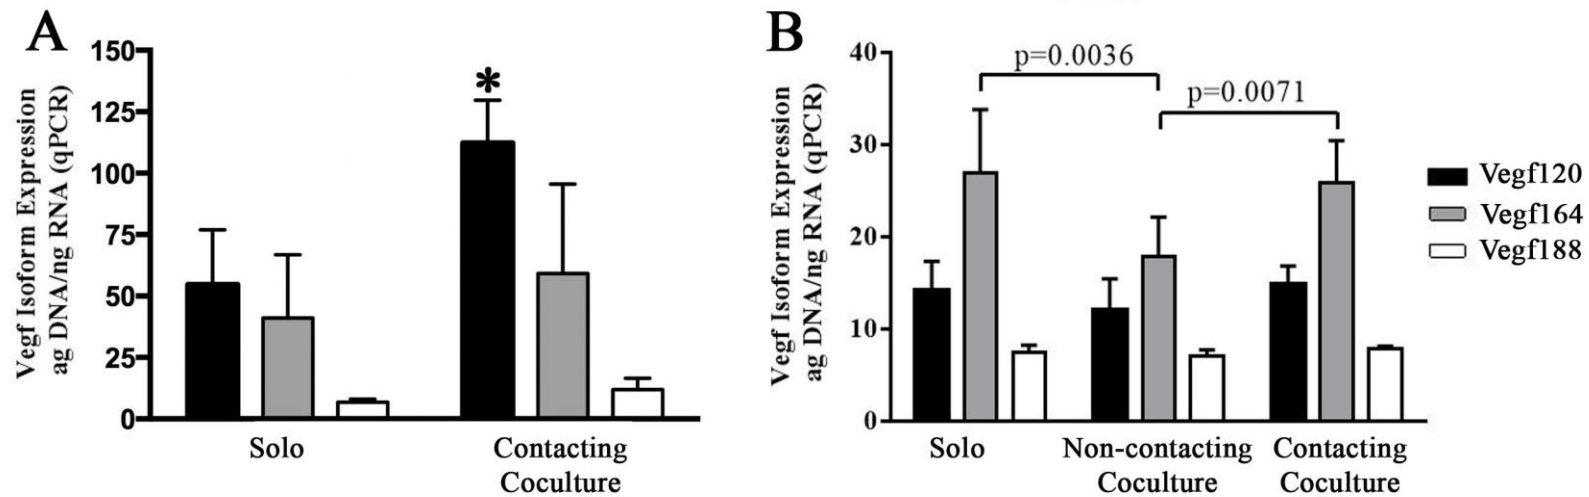 A
Vegf Isoform Expression
ag DNA/ng RNA (qPCR)
150
125
100
75
50
25
0
*
Solo
Contacting
Coculture
B
Vegf Isoform Expression
ag DNA/ng RNA (qPCR)
40
30
20
10
0
p=0.0036
p=0.0071
Solo
Non-contacting
Coculture
Contacting
Coculture
Vegf120
Vegf164
Vegf188